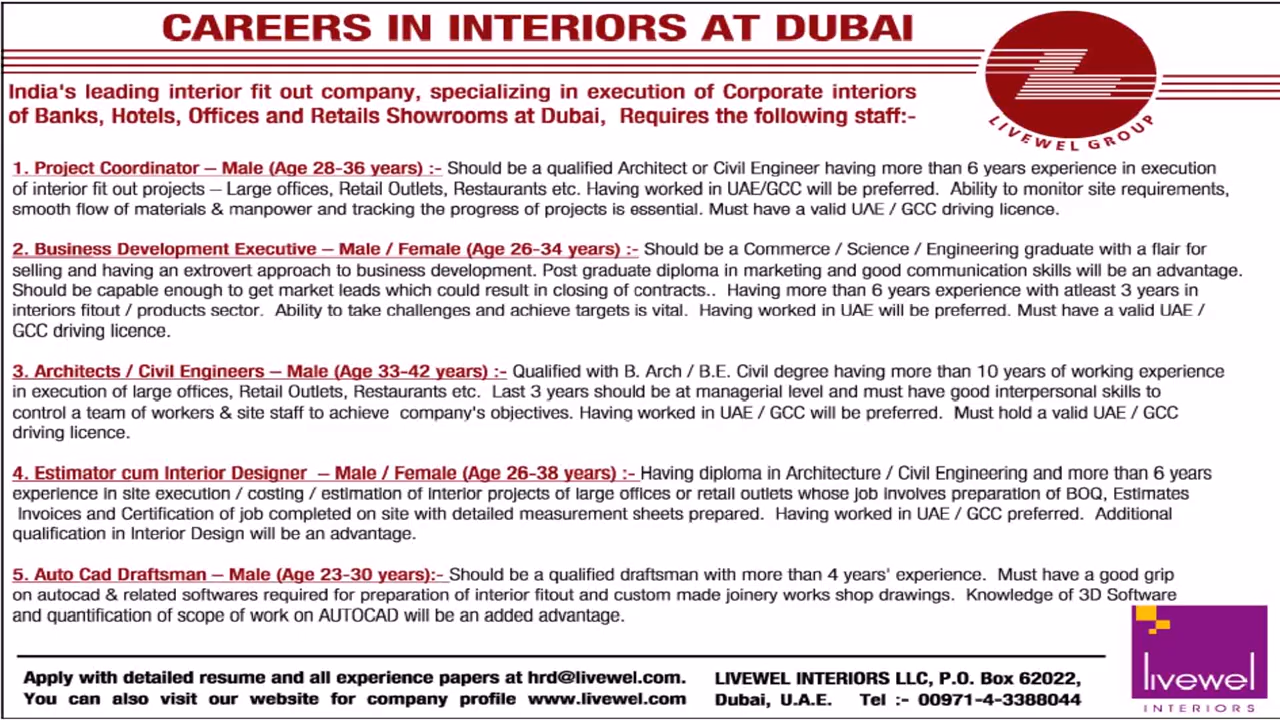 CAREERS IN INTERIORS AT DUBAI
India's leading interior fit out company, specializing in execution of Corporate interiors
of Banks, Hotels, Offices and Retails Showrooms at Dubai, Requires the following staff:-
LIVEWEL GROUP
1. Project Coordinator – Male (Age 28-36 years) :- Should be a qualified Architect or Civil Engineer having more than 6 years experience in execution
of interior fit out projects – Large offices, Retail Outlets, Restaurants etc. Having worked in UAE/GCC will be preferred. Ability to monitor site requirements,
smooth flow of materials & manpower and tracking the progress of projects is essential. Must have a valid UAE / GCC driving licence.
2. Business Development Executive – Male / Female (Age 26-34 years) :- Should be a Commerce / Science / Engineering graduate with a flair for
selling and having an extrovert approach to business development. Post graduate diploma in marketing and good communication skills will be an advantage.
Should be capable enough to get market leads which could result in closing of contracts.. Having more than 6 years experience with atleast 3 years in
interiors fitout / products sector. Ability to take challenges and achieve targets is vital. Having worked in UAE will be preferred. Must have a valid UAE /
GCC driving licence.
3. Architects / Civil Engineers – Male (Age 33-42 years) :- Qualified with B. Arch / B.E. Civil degree having more than 10 years of working experience
in execution of large offices, Retail Outlets, Restaurants etc. Last 3 years should be at managerial level and must have good interpersonal skills to
control a team of workers & site staff to achieve company's objectives. Having worked in UAE / GCC will be preferred. Must hold a valid UAE / GCC
driving licence.
4. Estimator cum Interior Designer – Male / Female (Age 26-38 years) :- Having diploma in Architecture / Civil Engineering and more than 6 years
experience in site execution / costing / estimation of interior projects of large offices or retail outlets whose job involves preparation of BOQ, Estimates
Invoices and Certification of job completed on site with detailed measurement sheets prepared. Having worked in UAE / GCC preferred. Additional
qualification in Interior Design will be an advantage.
5. Auto Cad Draftsman – Male (Age 23-30 years):- Should be a qualified draftsman with more than 4 years' experience. Must have a good grip
on autocad & related softwares required for preparation of interior fitout and custom made joinery works shop drawings. Knowledge of 3D Software
and quantification of scope of work on AUTOCAD will be an added advantage.
Apply with detailed resume and all experience papers at hrd@livewel.com.
You can also visit our website for company profile www.livewel.com
LIVEWEL INTERIORS LLC, P.O. Box 62022,
Dubai, U.A.E. Tel :- 00971-4-3388044
livewel
INTERIORS